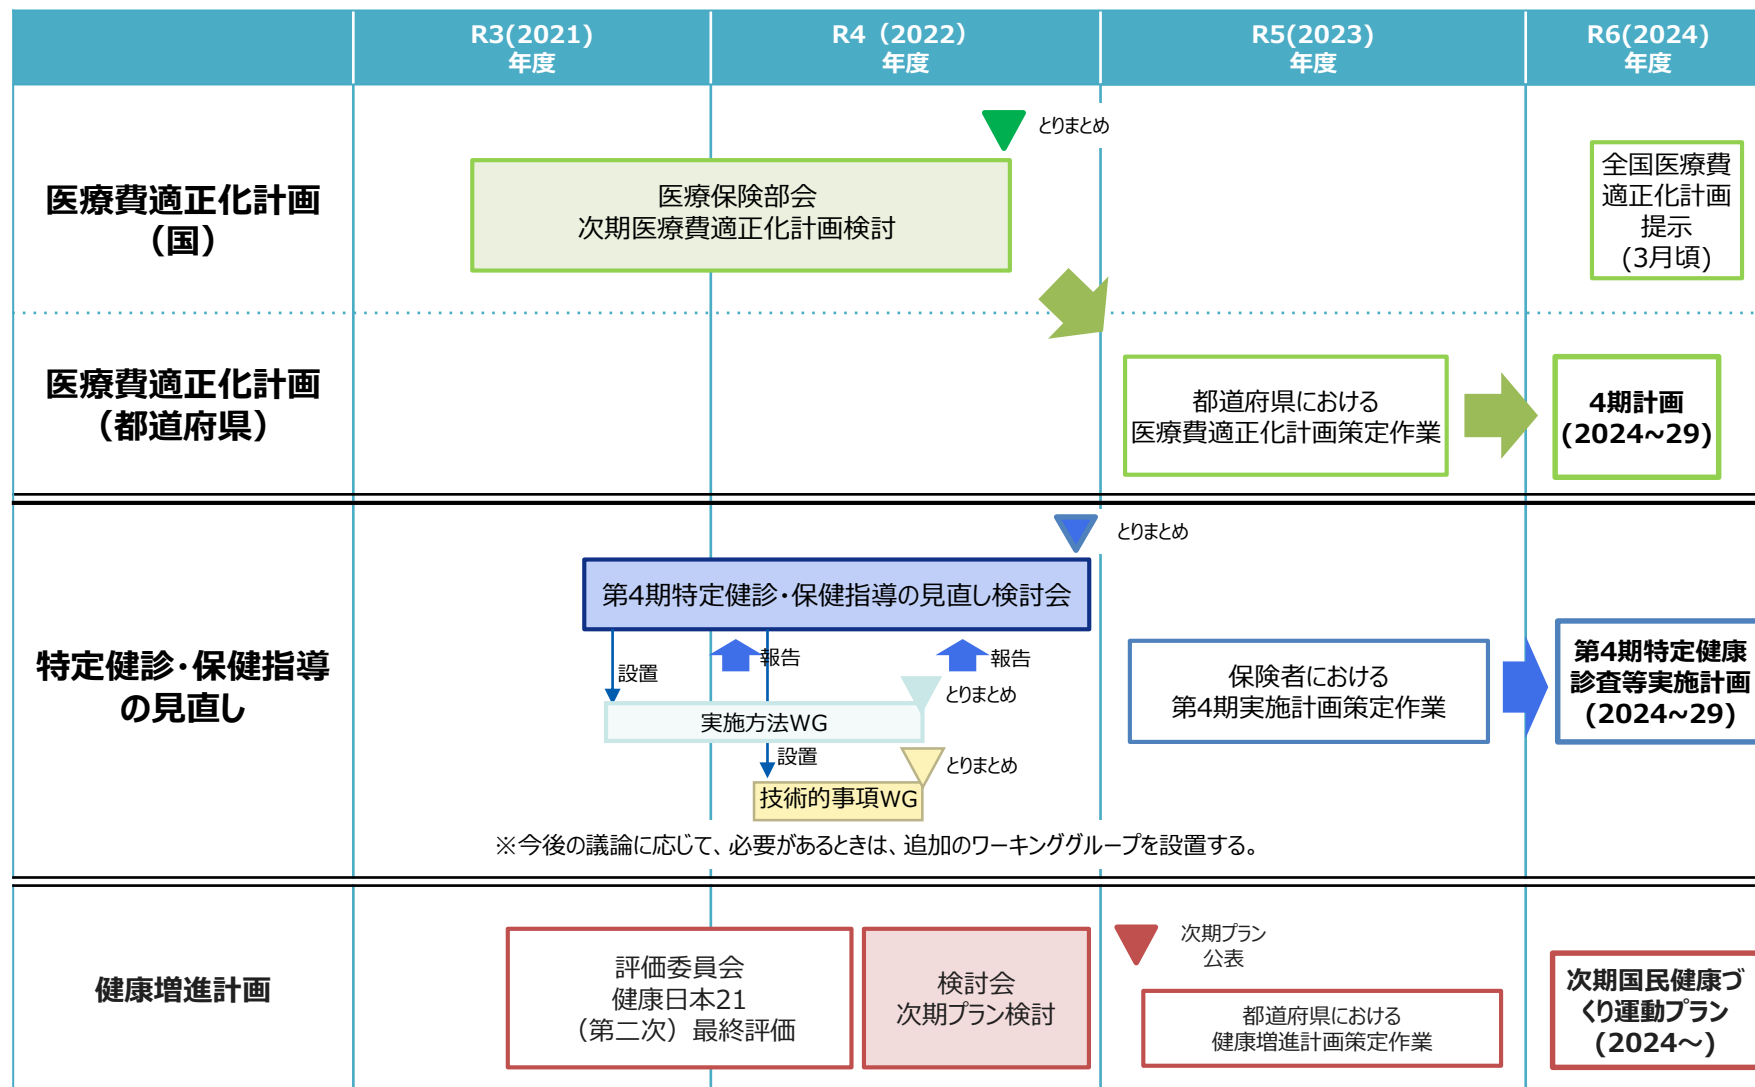 R3(2021)
年度
R4（2022）
年度
R5(2023)
年度
R6(2024)
年度
医療費適正化計画
（国）
とりまとめ
医療保険部会
次期医療費適正化計画検討
全国医療費
適正化計画
提示
(3月頃)
医療費適正化計画
（都道府県）
都道府県における
医療費適正化計画策定作業
4期計画
(2024~29)
特定健診・保健指導
の見直し
とりまとめ
第4期特定健診・保健指導の見直し検討会
設置
報告
報告
とりまとめ
実施方法WG
設置
とりまとめ
技術的事項WG
※今後の議論に応じて、必要があるときは、追加のワーキンググループを設置する。
保険者における
第4期実施計画策定作業
第4期特定健康
診査等実施計画
(2024~29)
健康増進計画
評価委員会
健康日本21
（第二次）最終評価
検討会
次期プラン検討
次期プラン
公表
都道府県における
健康増進計画策定作業
次期国民健康づ
くり運動プラン
(2024～)